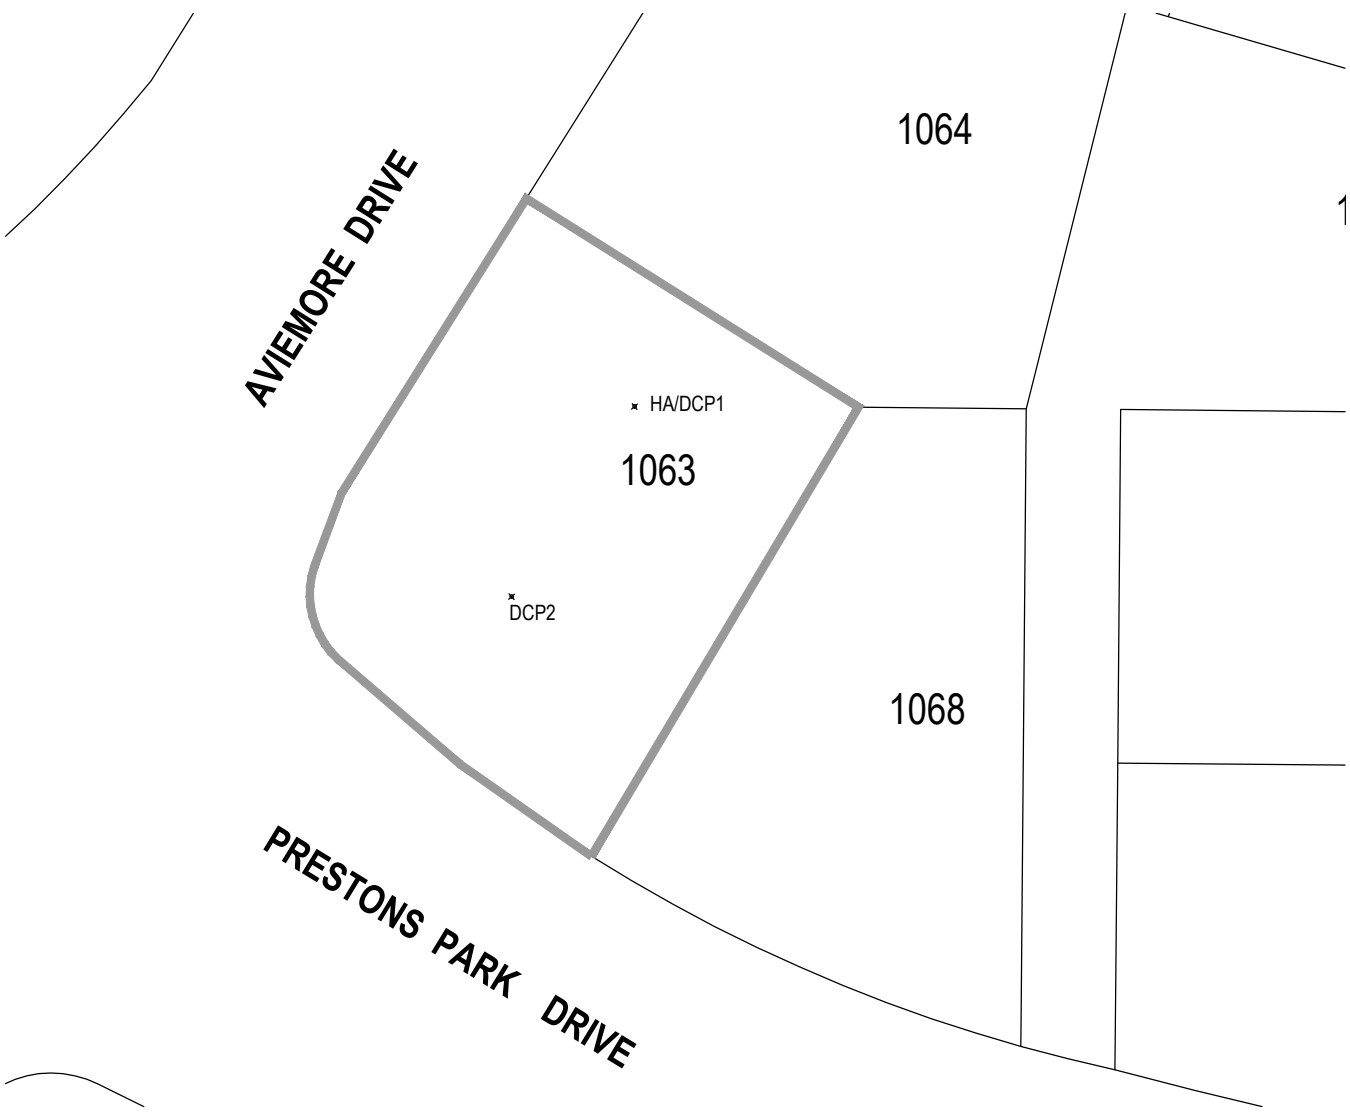 1064
AVIEMORE DRIVE
HA/DCP1
1063
DCP2
1068
PRESTONS PARK DRIVE